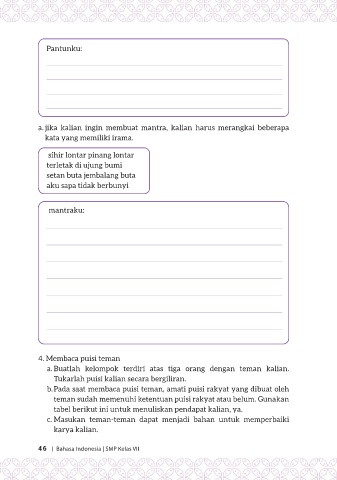 Pantunku:
a. jika kalian ingin membuat mantra, kalian harus merangkai beberapa
kata yang memiliki irama.
sihir lontar pinang lontar
terletak di ujung bumi
setan buta jembalang buta
aku sapa tidak berbunyi
mantraku:
4. Membaca puisi teman
a. Buatlah kelompok terdiri atas tiga orang dengan teman kalian.
Tukarlah puisi kalian secara bergiliran.
b. Pada saat membaca puisi teman, amati puisi rakyat yang dibuat oleh
teman sudah memenuhi ketentuan puisi rakyat atau belum. Gunakan
tabel berikut ini untuk menuliskan pendapat kalian, ya.
c. Masukan teman-teman dapat menjadi bahan untuk memperbaiki
karya kalian.
46 | Bahasa Indonesia | SMP Kelas VII